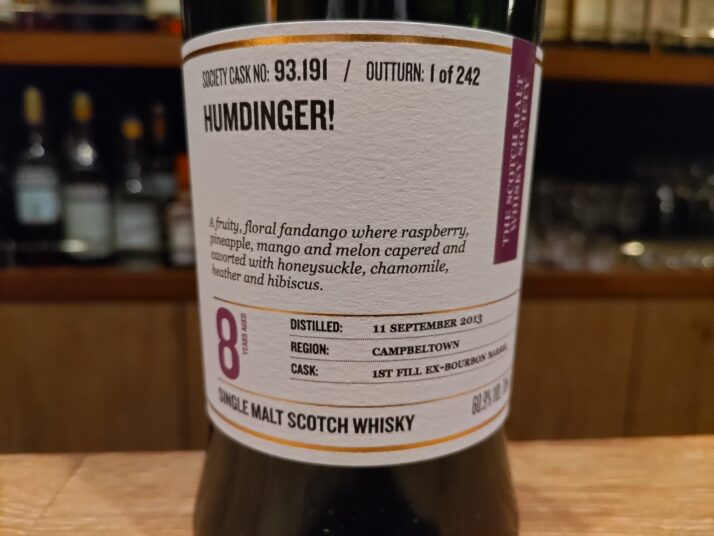 SOCIETY CASK NO: 93.191 / OUTTURN: 1 of 242
HUMDINGER!
THE SCOTCH MALT
WHISKY SOCIETY
A fruity, floral fandango where raspberry,
pineapple, mango and melon capered and
cavorted with honeysuckle, chamomile,
heather and hibiscus.
8 YEARS AGED
DISTILLED: 11 SEPTEMBER 2013
REGION: CAMPBELTOWN
CASK: 1ST FILL EX-BOURBON BARREL
SINGLE MALT SCOTCH WHISKY
60.9%